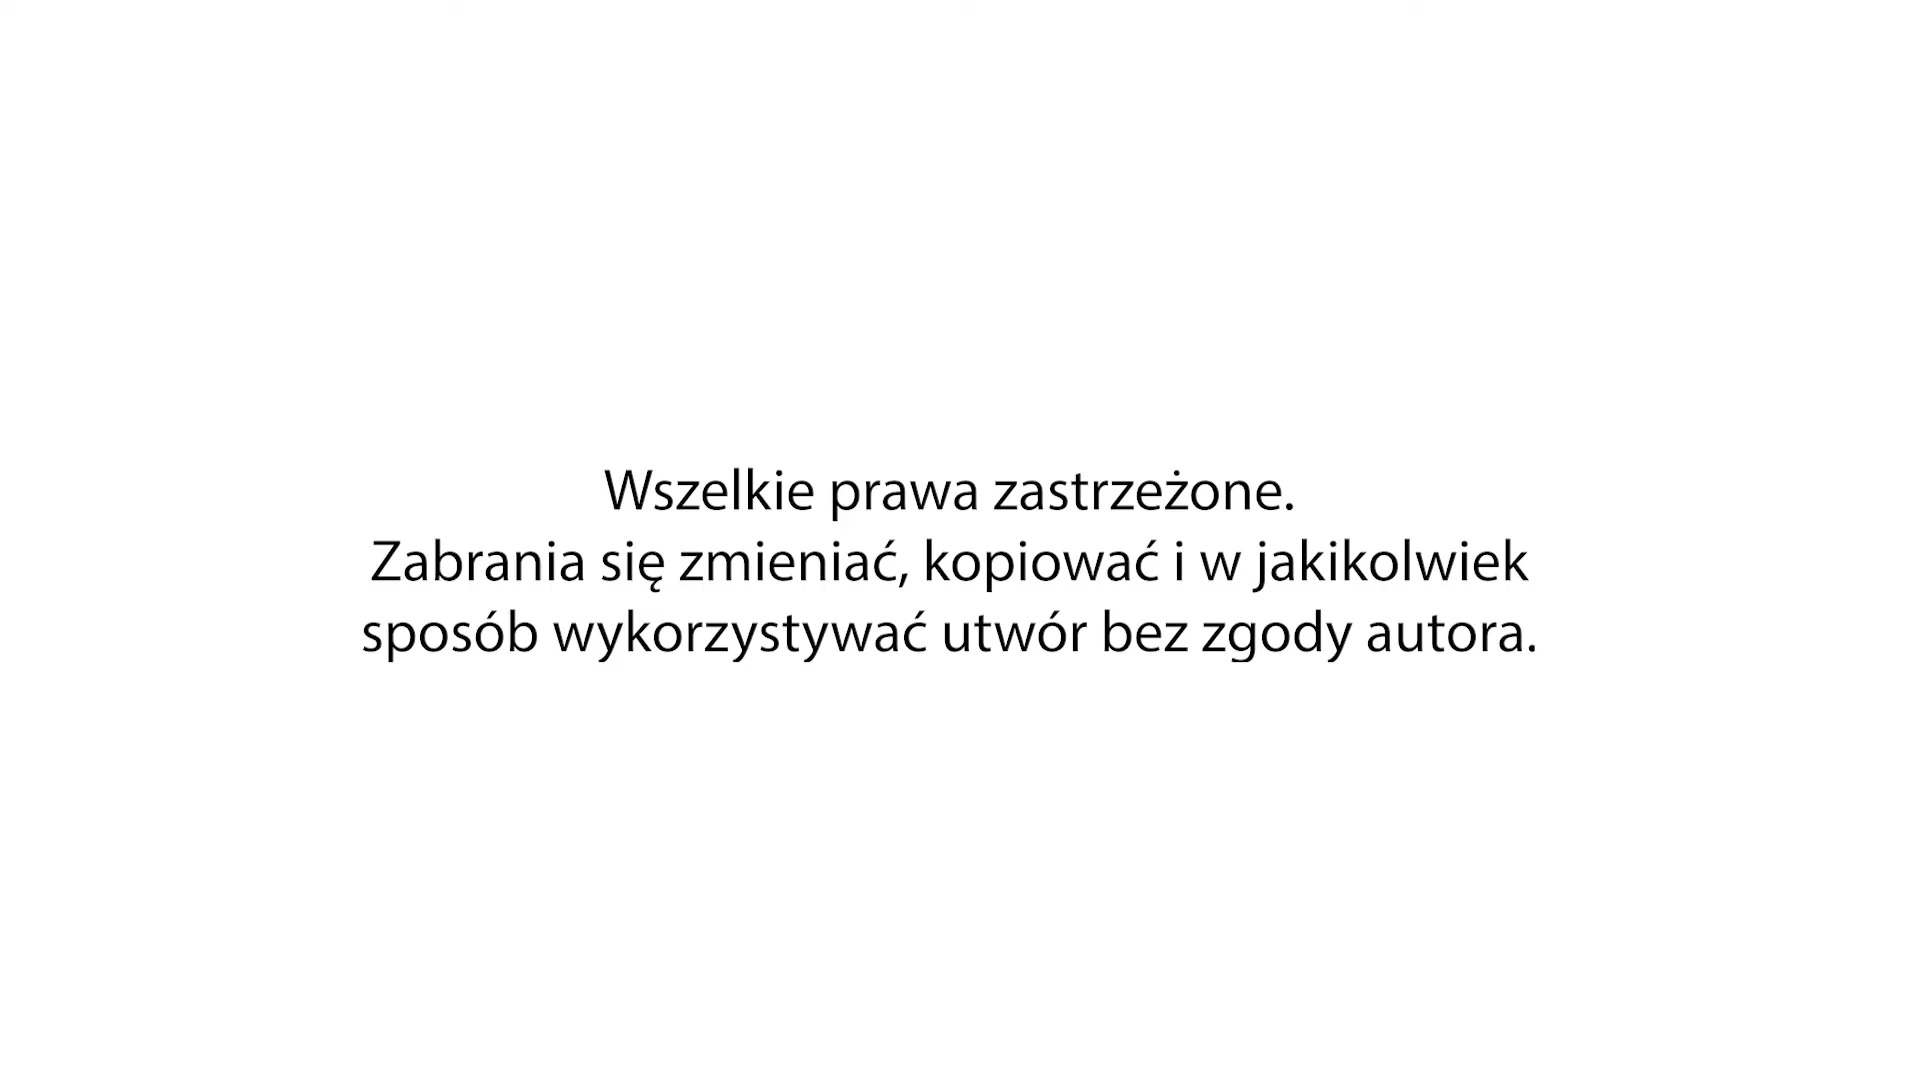 Wszelkie prawa zastrzeżone.
Zabrania się zmieniać, kopiować i w jakikolwiek
sposób wykorzystywać utwór bez zgody autora.